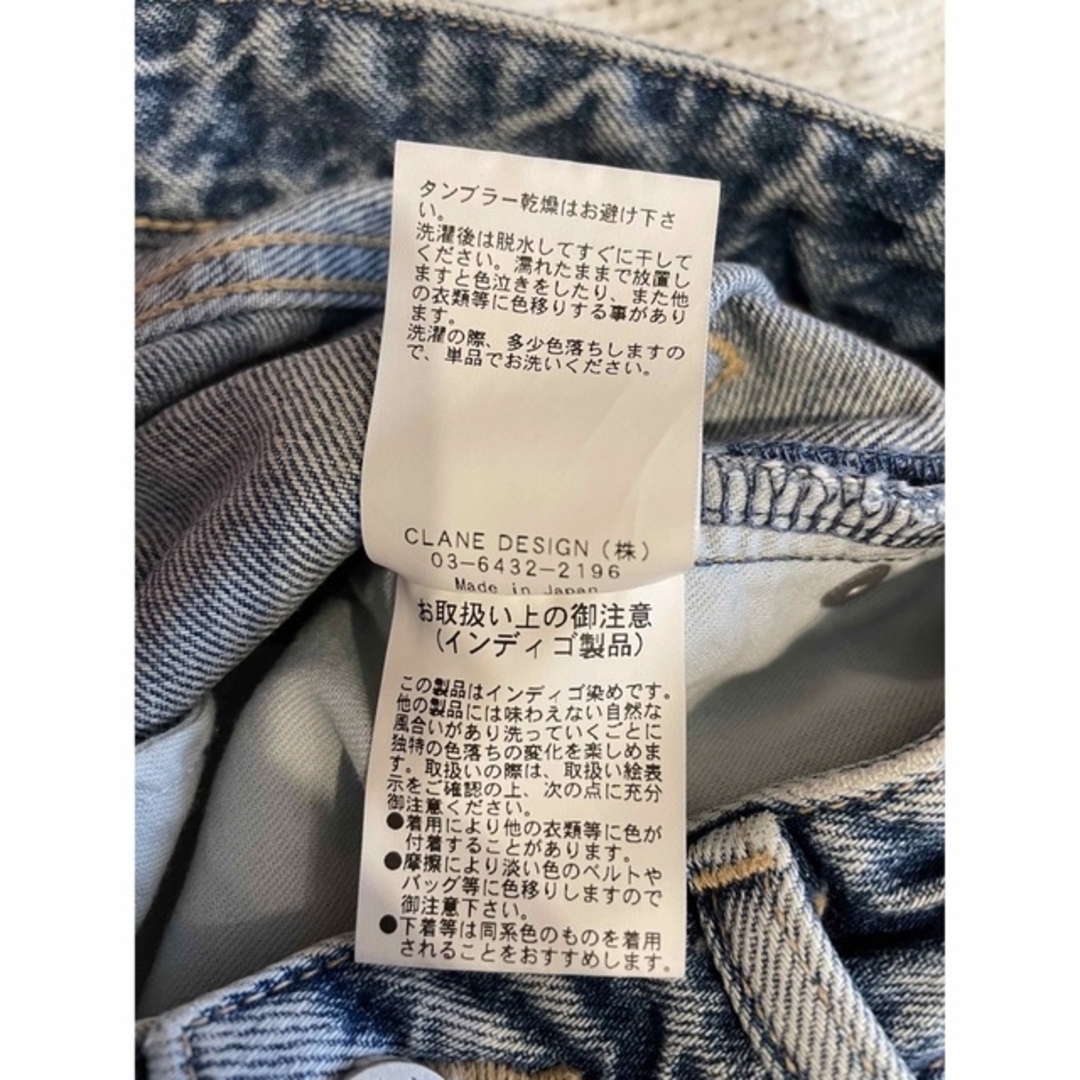 タンブラー乾燥はお避け下さ
い。
洗濯後は脱水してすぐに干して
ください。濡れたままで放置し
ますと色泣きをしたり、また他
の衣類等に色移りする事があり
ます。
洗濯の際、多少色落ちしますの
で、単品でお洗いください。
CLANE DESIGN（株）
03-6432-2196
Made in Japan
お取扱い上の御注意
(インディゴ製品)
この製品はインディゴ染めです。
他の製品には味わえない自然な
風合いがあり洗っていくごとに
独特の色落ちの変化を楽しめま
す。取扱いの際は、取扱い絵表
示をご確認の上、次の点に充分
御注意ください。
●着用により他の衣類等に色が
付着することがあります。
●摩擦により淡い色のベルトや
バッグ等に色移りしますので
御注意下さい。
●下着等は同系色のものを着用
されることをおすすめします。